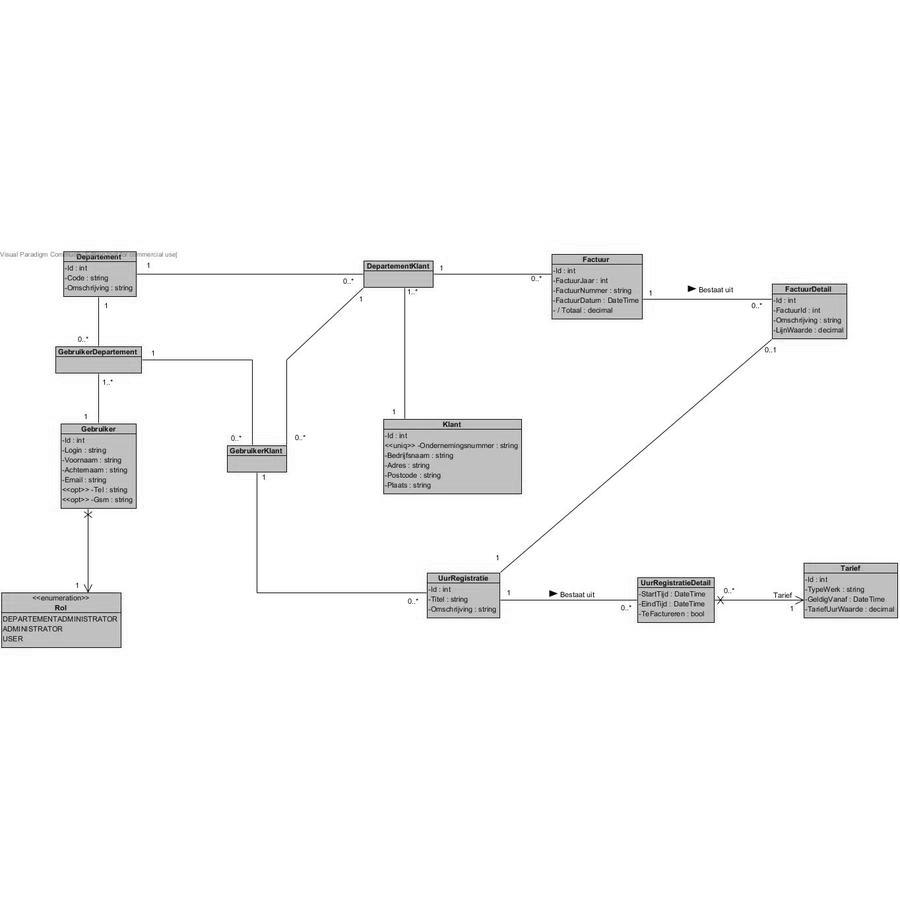 Visual Paradigm Com
commercial use]
Departement
-Id : int
-Code : string
-Omschrijving : string
1
0..*
DepartementKlant
1
0..*
Factuur
-Id : int
-FactuurJaar : int
-FactuurNummer : string
-FactuurDatum : DateTime
- / Totaal : decimal
1
Bestaat uit
0..*
FactuurDetail
-Id : int
-FactuurId : int
-Omschrijving : string
-LijnWaarde : decimal
0..1
1
0..*
GebruikerDepartement
1
1..*
1
1..*
1
Gebruiker
-Id : int
-Login : string
-Voornaam : string
-Achternaam : string
-Email : string
<<opt>> -Tel : string
<<opt>> -Gsm : string
0..*
0..*
GebruikerKlant
1
1
Klant
-Id : int
<<uniq>> -Ondernemingsnummer : string
-Bedrijfsnaam : string
-Adres : string
-Postcode : string
-Plaats : string
1
<<enumeration>>
Rol
DEPARTEMENTADMINISTRATOR
ADMINISTRATOR
USER
1
0..*
UurRegistratie
-Id : int
-Titel : string
-Omschrijving : string
1
Bestaat uit
0..*
UurRegistratieDetail
-StartTijd : DateTime
-EindTijd : DateTime
-TeFactureren : bool
0..*
Tarief
1
Tarief
-Id : int
-TypeWerk : string
-GeldigVanaf : DateTime
-TariefUurWaarde : decimal